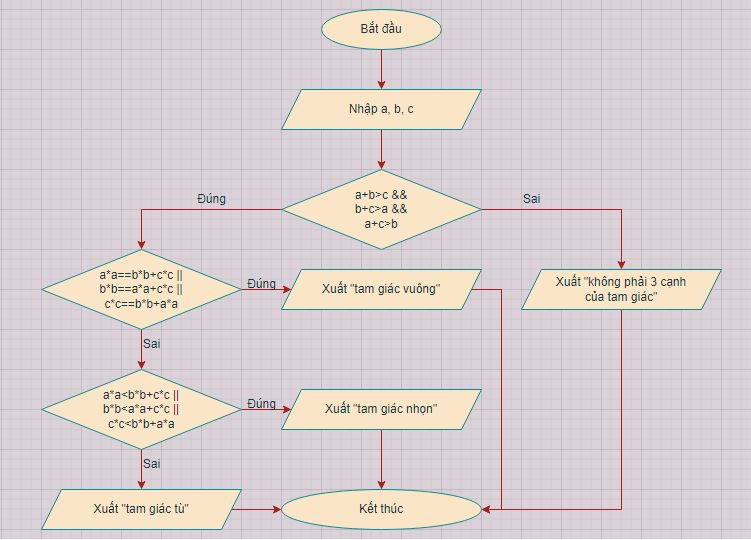 Bắt đầu
Nhập a, b, c
a+b>c &&
b+c>a &&
a+c>b
Đúng
Sai
a*a==b*b+c*c ||
b*b==a*a+c*c ||
c*c==b*b+a*a
Đúng
Xuất "tam giác vuông"
Xuất "không phải 3 cạnh
của tam giác"
Sai
a*a<b*b+c*c ||
b*b<a*a+c*c ||
c*c<b*b+a*a
Đúng
Xuất "tam giác nhọn"
Sai
Xuất "tam giác tù"
Kết thúc